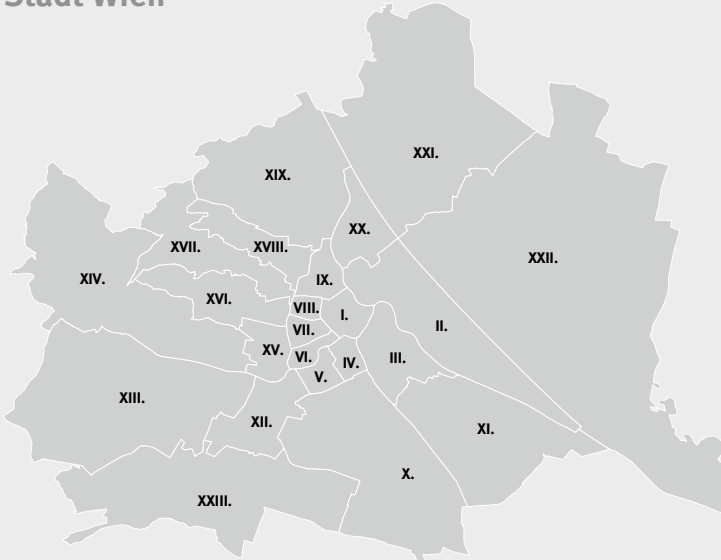 Stadt Wien
XXI.
XIX.
XX.
XVII.
XVIII.
XXII.
XIV.
IX.
XVI.
VIII.
I.
II.
VII.
XV.
VI.
IV.
III.
V.
XIII.
XII.
XI.
X.
XXIII.